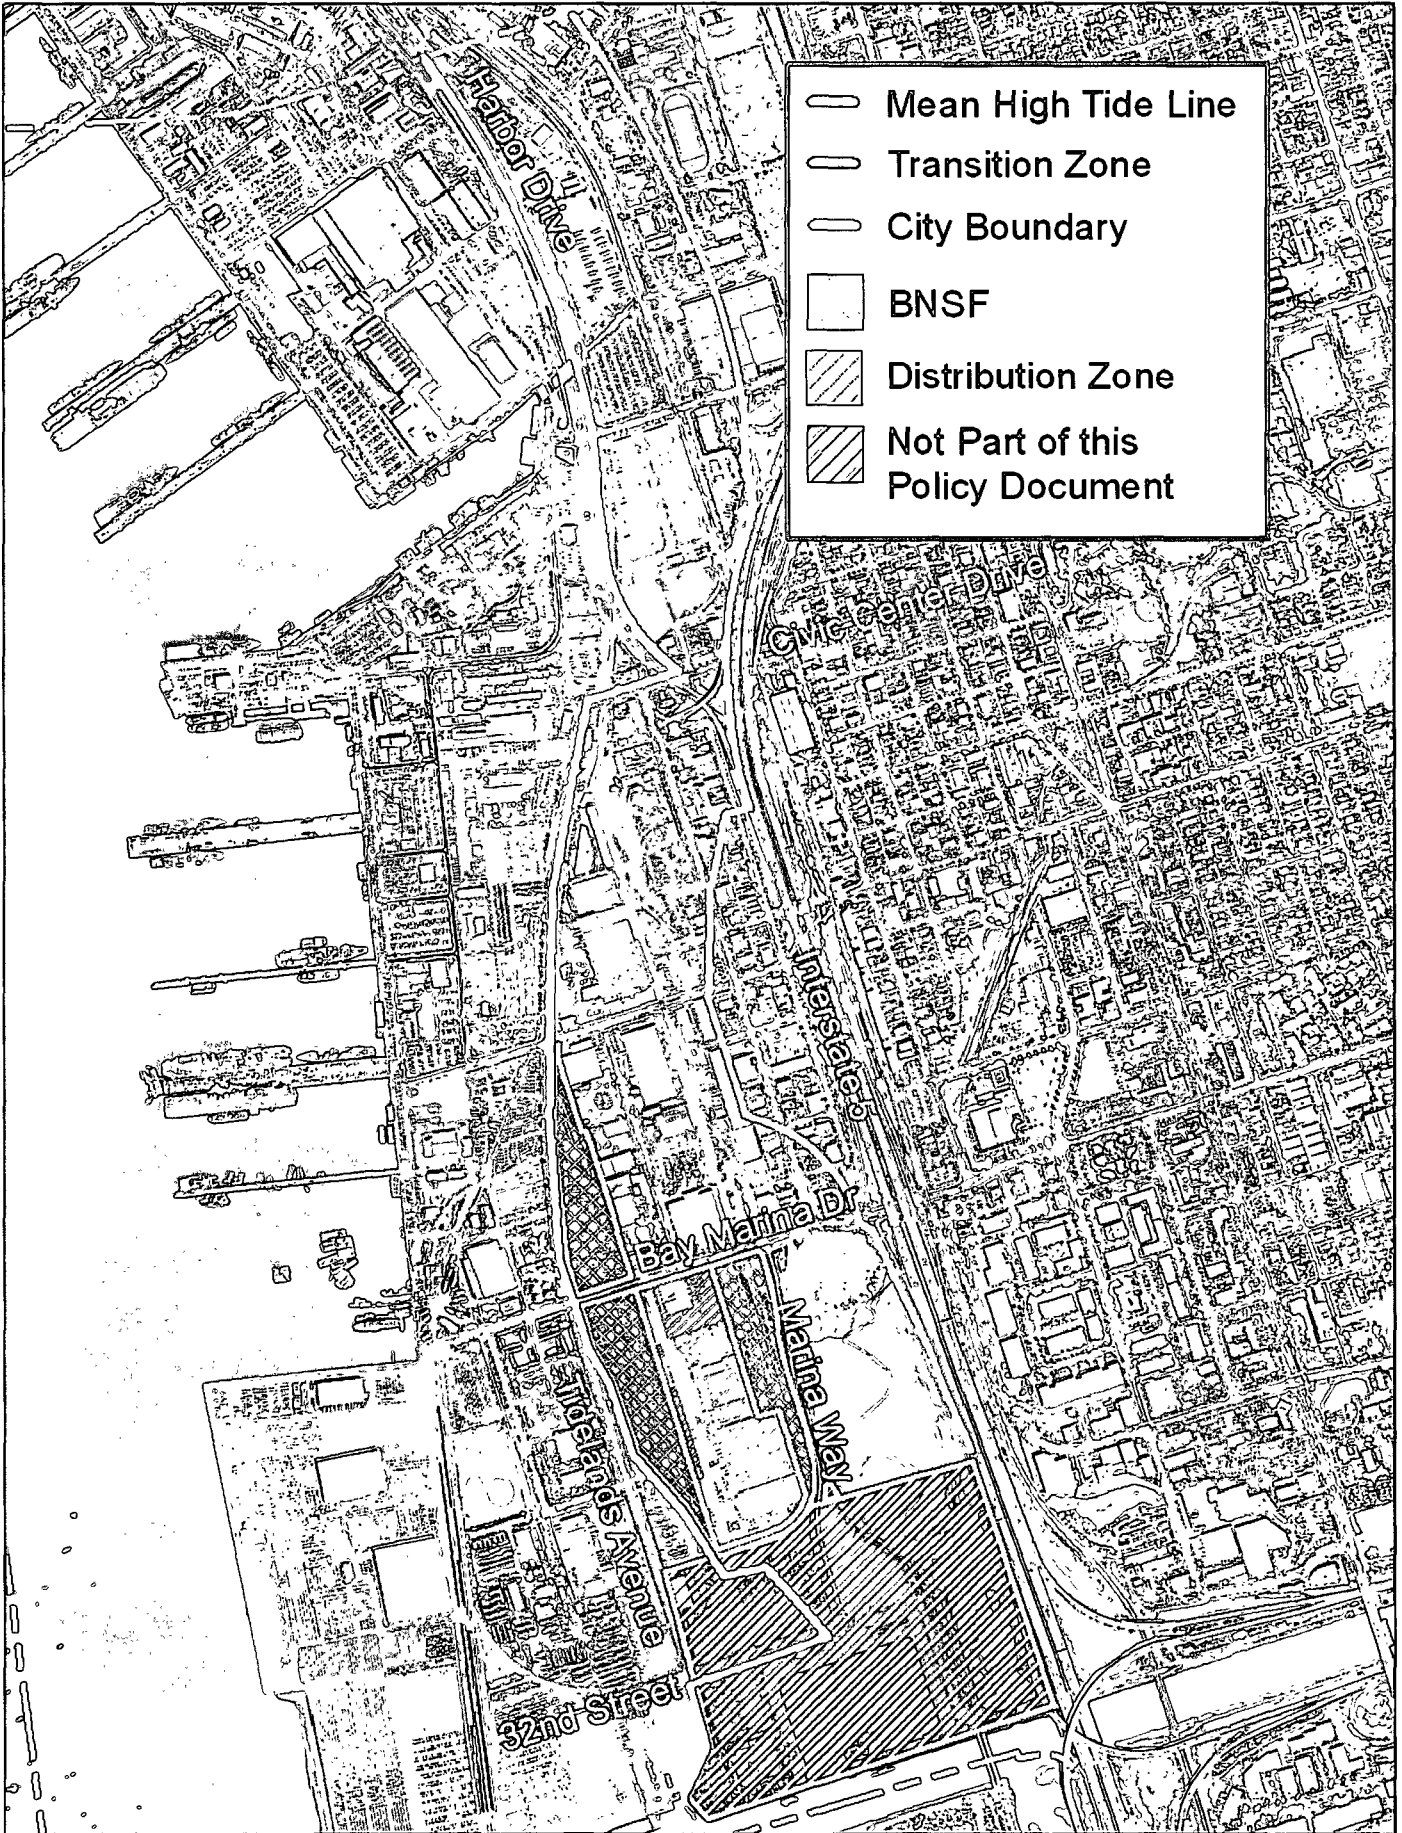 Harbor Drive
Mean High Tide Line
Transition Zone
City Boundary
BNSF
Distribution Zone
Not Part of this
Policy Document
Civic Center Drive
Interstate 5
Bay Marina Dr
Marina Way
Tidelands Avenue
32nd Street